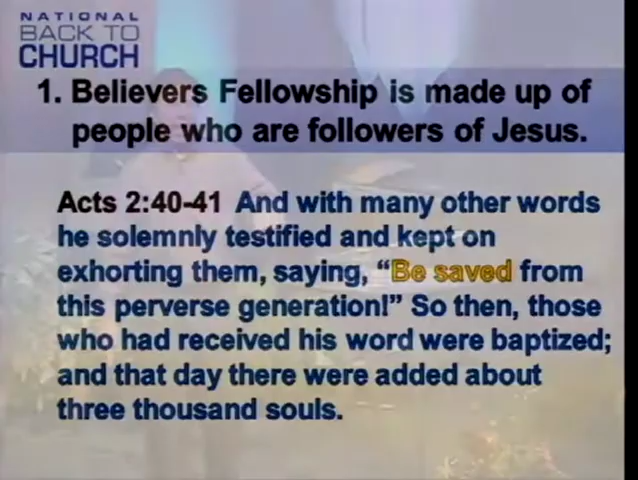 NATIONAL
BACK TO
CHURCH
1. Believers Fellowship is made up of
people who are followers of Jesus.
Acts 2:40-41 And with many other words
he solemnly testified and kept on
exhorting them, saying, “Be saved from
this perverse generation!” So then, those
who had received his word were baptized;
and that day there were added about
three thousand souls.